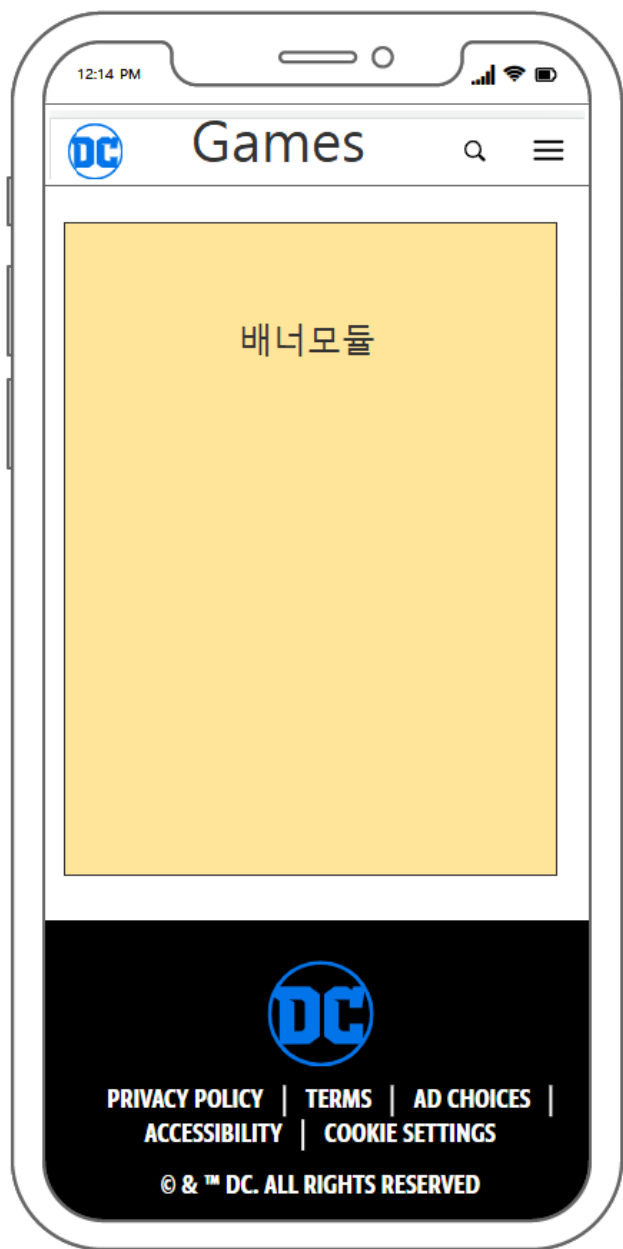 12:14 PM
DC Games
배너모듈
DC
PRIVACY POLICY | TERMS | AD CHOICES |
ACCESSIBILITY | COOKIE SETTINGS
© & ™ DC. ALL RIGHTS RESERVED